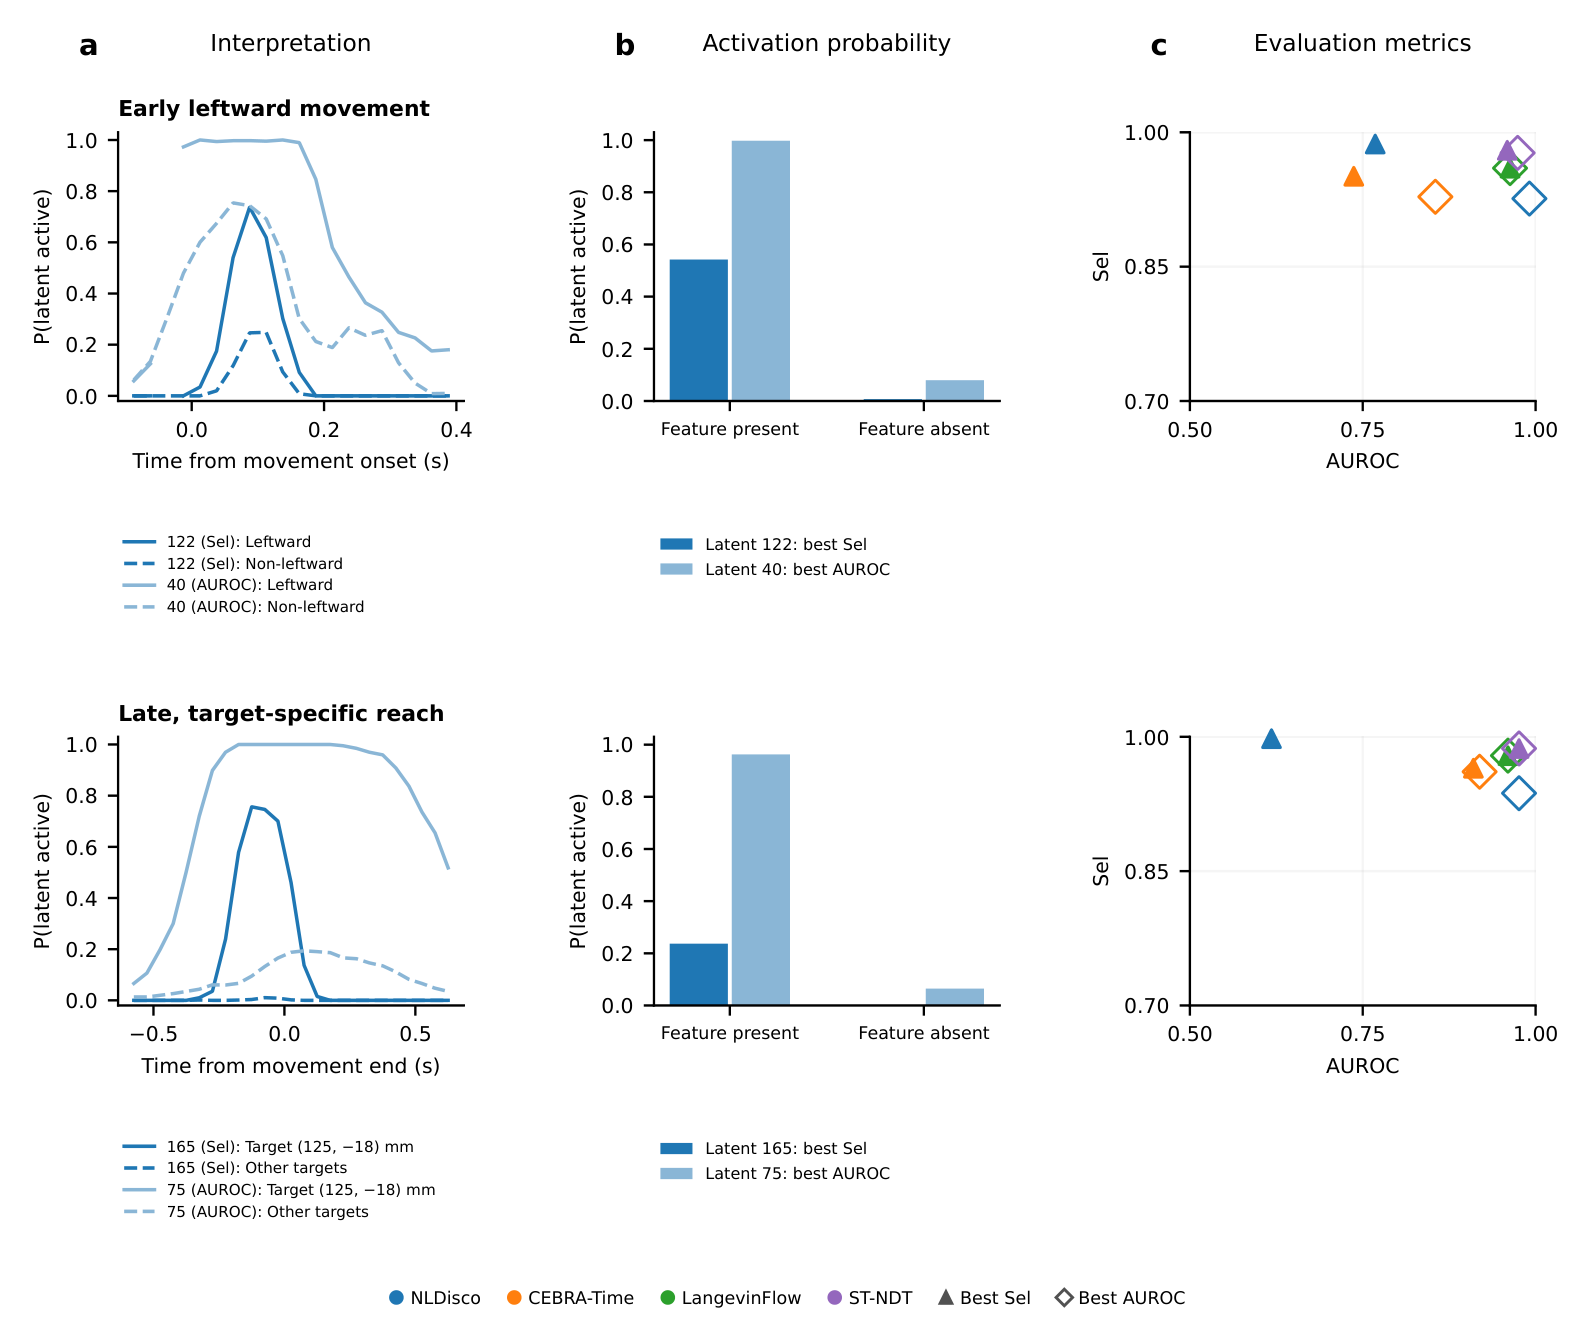 a Interpretation
b Activation probability
c Evaluation metrics
Early leftward movement
1.0
0.8
0.6
0.4
0.2
0.0
P(latent active)
0.0 0.2 0.4
Time from movement onset (s)
122 (Sel): Leftward
122 (Sel): Non-leftward
40 (AUROC): Leftward
40 (AUROC): Non-leftward
1.0
0.8
0.6
0.4
0.2
0.0
P(latent active)
Feature present Feature absent
Latent 122: best Sel
Latent 40: best AUROC
1.00
0.85
0.70
Sel
0.50 0.75 1.00
AUROC
Late, target-specific reach
1.0
0.8
0.6
0.4
0.2
0.0
P(latent active)
−0.5 0.0 0.5
Time from movement end (s)
165 (Sel): Target (125, −18) mm
165 (Sel): Other targets
75 (AUROC): Target (125, −18) mm
75 (AUROC): Other targets
1.0
0.8
0.6
0.4
0.2
0.0
P(latent active)
Feature present Feature absent
Latent 165: best Sel
Latent 75: best AUROC
1.00
0.85
0.70
Sel
0.50 0.75 1.00
AUROC
NLDisco CEBRA-Time LangevinFlow ST-NDT Best Sel Best AUROC